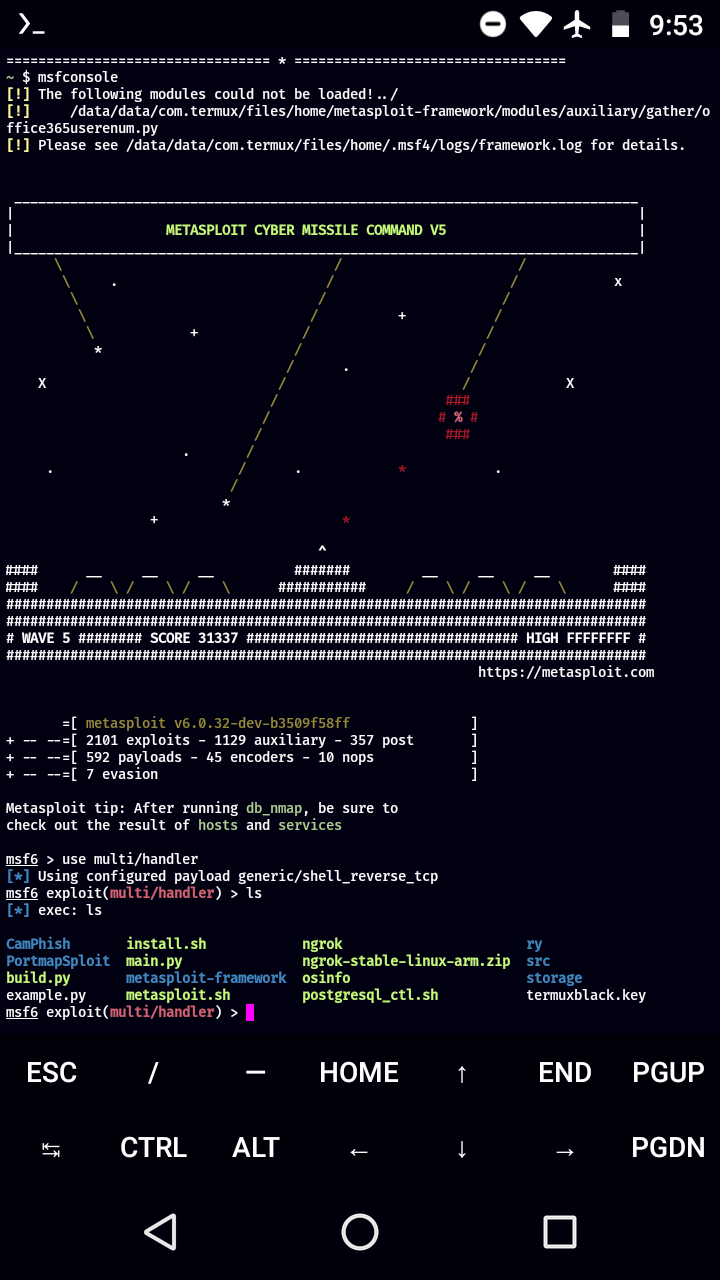 9:53
=============================== * ================================
~ $ msfconsole
[!] The following modules could not be loaded!../
[!]     /data/data/com.termux/files/home/metasploit-framework/modules/auxiliary/gather/o
ffice365userenum.py
[!] Please see /data/data/com.termux/files/home/.msf4/logs/framework.log for details.
METASPLOIT CYBER MISSILE COMMAND V5
. x
+
+
*
.
X X
###
# % #
###
.
. . * .
*
+ *
^
#### __ __ __ ####### __ __ __ ####
#### / \ / \ / \ ########### / \ / \ / \ ####
################################################################################
################################################################################
# WAVE 5 ######## SCORE 31337 ################################## HIGH FFFFFFFF #
################################################################################
https://metasploit.com
=[ metasploit v6.0.32-dev-b3509f58ff ]
+ -- --=[ 2101 exploits - 1129 auxiliary - 357 post ]
+ -- --=[ 592 payloads - 45 encoders - 10 nops ]
+ -- --=[ 7 evasion ]
Metasploit tip: After running db_nmap, be sure to
check out the result of hosts and services
msf6 > use multi/handler
[*] Using configured payload generic/shell_reverse_tcp
msf6 exploit(multi/handler) > ls
[*] exec: ls
CamPhish install.sh ngrok ry
PortmapSploit main.py ngrok-stable-linux-arm.zip src
build.py metasploit-framework osinfo storage
example.py metasploit.sh postgresql_ctl.sh termuxblack.key
msf6 exploit(multi/handler) >
ESC / — HOME ↑ END PGUP
↹ CTRL ALT ← ↓ → PGDN